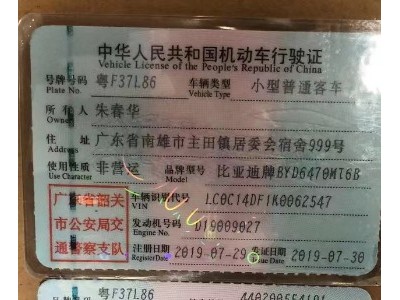 中华人民共和国机动车行驶证
Vehicle License of the People's Republic of China
号牌号码 粤F37L86 车辆类型 小型普通客车
Plate No. Vehicle Type
所有人 朱春华
Owner
住址 广东省南雄市主田镇居委会宿舍999号
Address
使用性质 非营运 品牌型号 比亚迪牌BYD6470MT6B
Use Character Model
广东省韶关
市公安局交
通警察支队
车辆识别代号 LC0C14DF1K0062547
VIN
发动机号码 D19009027
Engine No.
注册日期 2019-07-29 发证日期 2019-07-30
Register Date Issue Date
号牌号码 粤F37L86